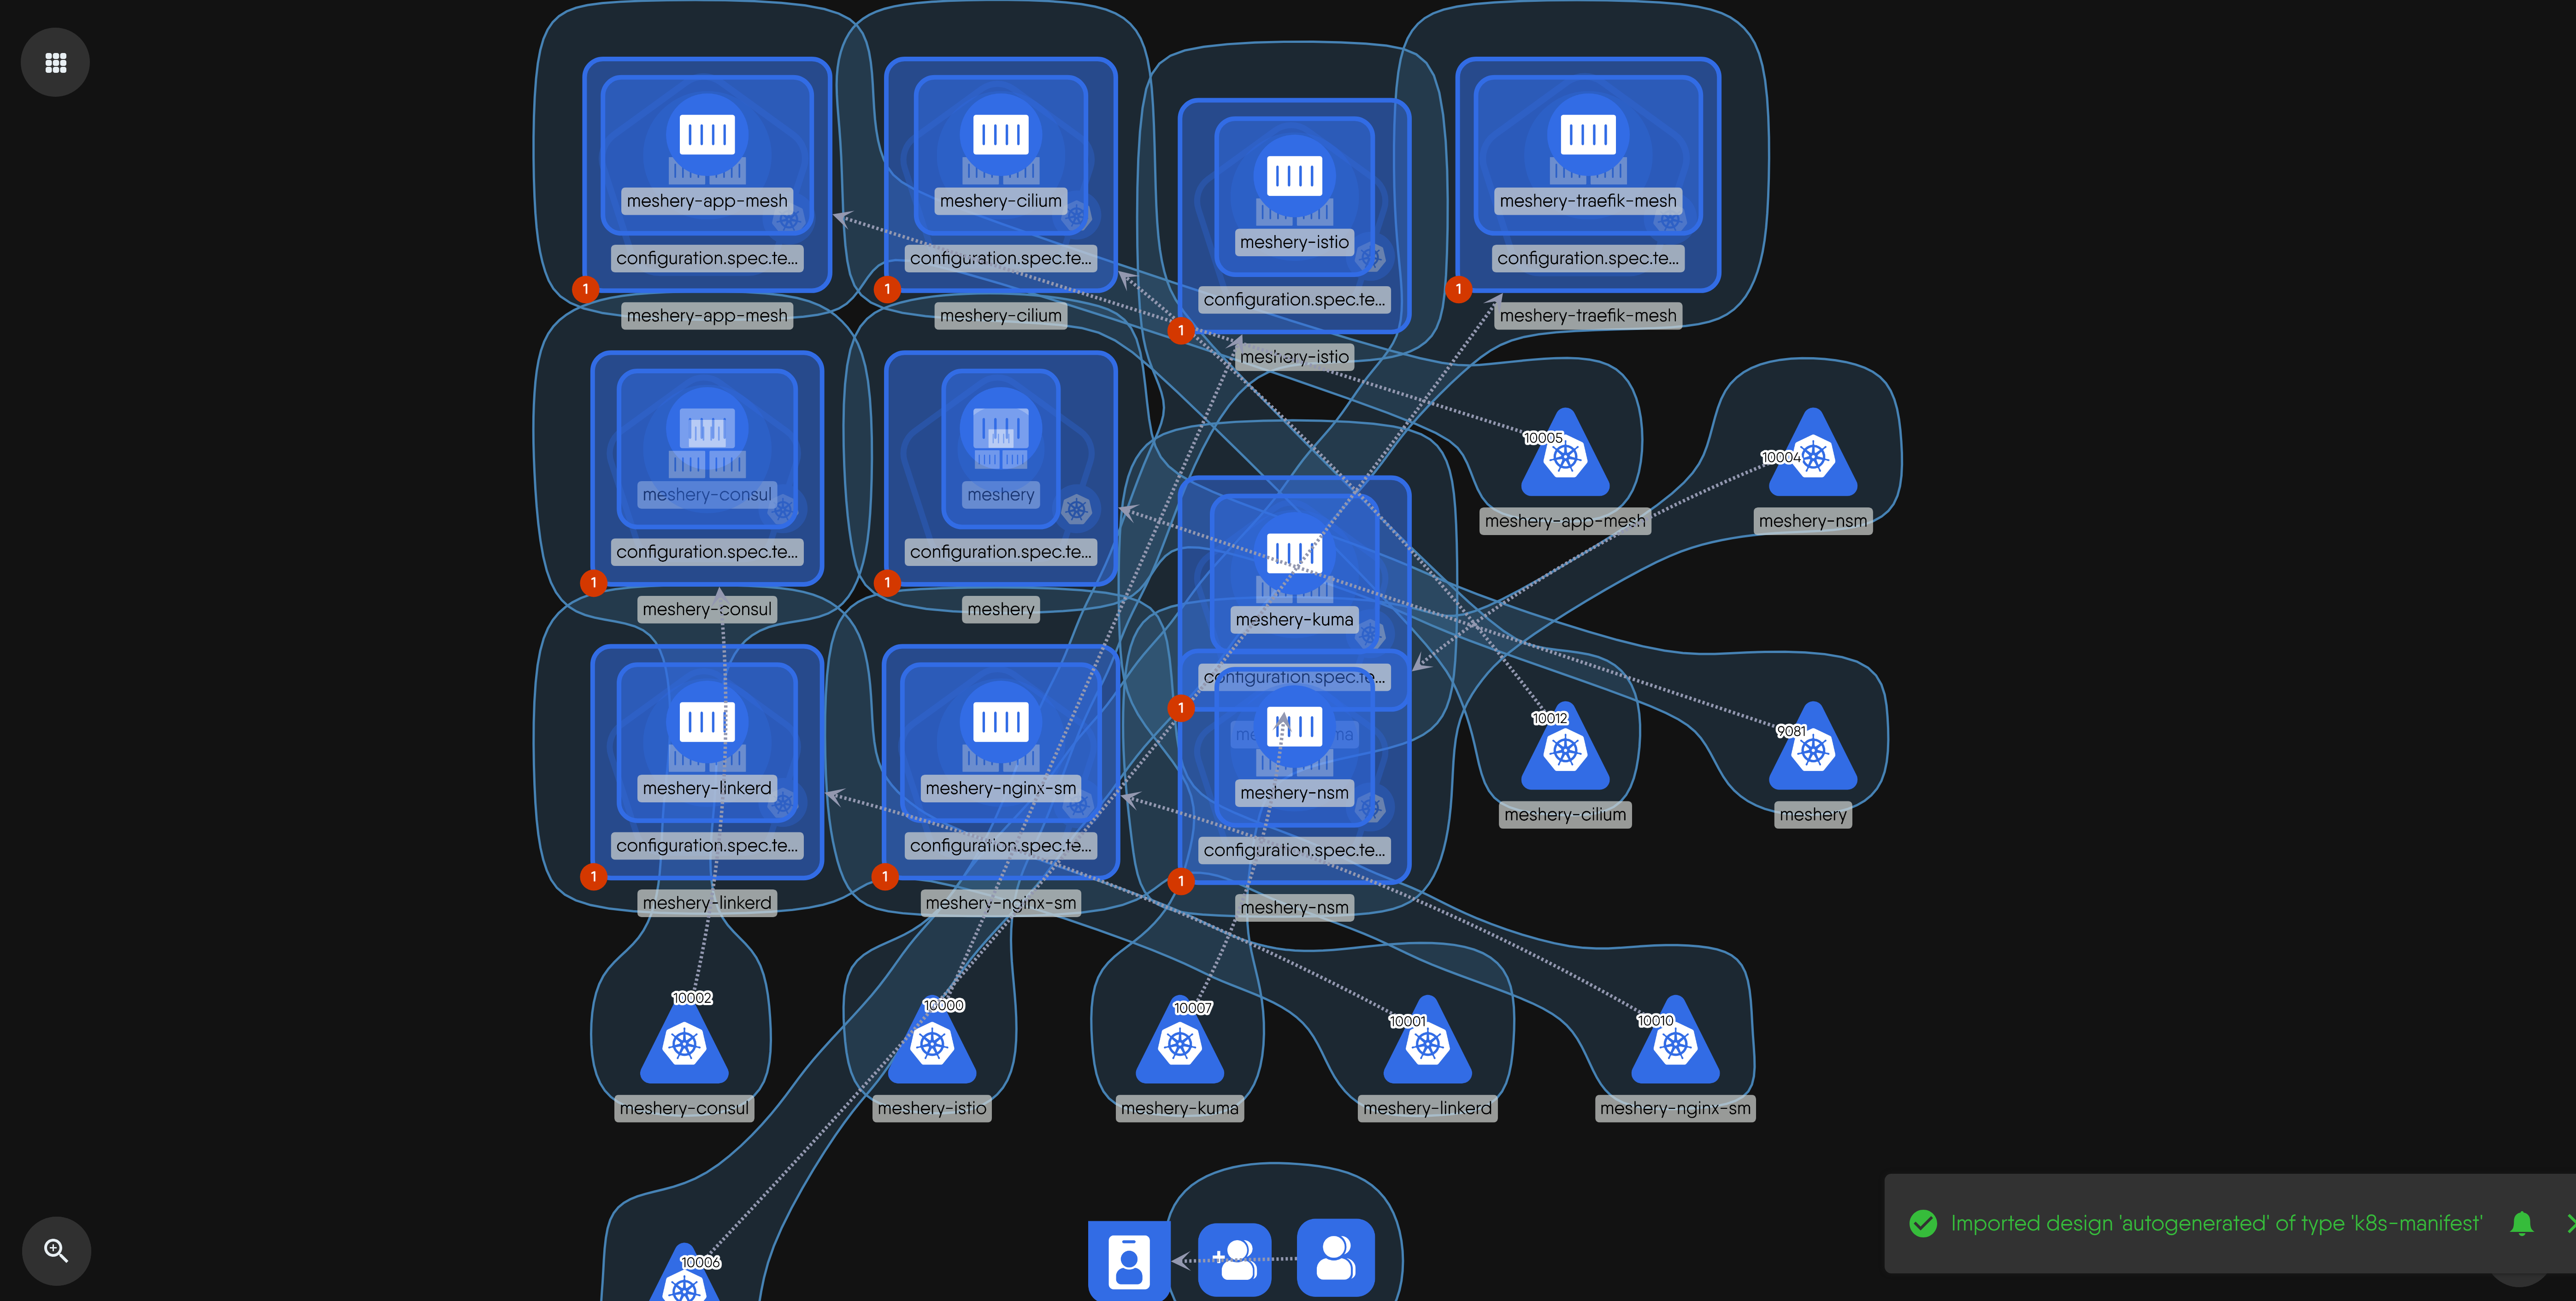 meshery-app-mesh
configuration.spec.te...
1
meshery-app-mesh
meshery-cilium
configuration.spec.te...
1
meshery-cilium
meshery-istio
configuration.spec.te...
1
meshery-istio
meshery-traefik-mesh
configuration.spec.te...
1
meshery-traefik-mesh
meshery-consul
configuration.spec.te...
1
meshery-consul
meshery
configuration.spec.te...
1
meshery
10005
meshery-app-mesh
10004
meshery-nsm
meshery-kuma
configuration.spec.te...
1
meshery-linkerd
configuration.spec.te...
1
meshery-linkerd
meshery-nginx-sm
configuration.spec.te...
1
meshery-nginx-sm
meshery-nsm
configuration.spec.te...
1
meshery-nsm
10012
meshery-cilium
9081
meshery
10002
meshery-consul
10000
meshery-istio
10007
meshery-kuma
10001
meshery-linkerd
10010
meshery-nginx-sm
10006
Imported design 'autogenerated' of type 'k8s-manifest'